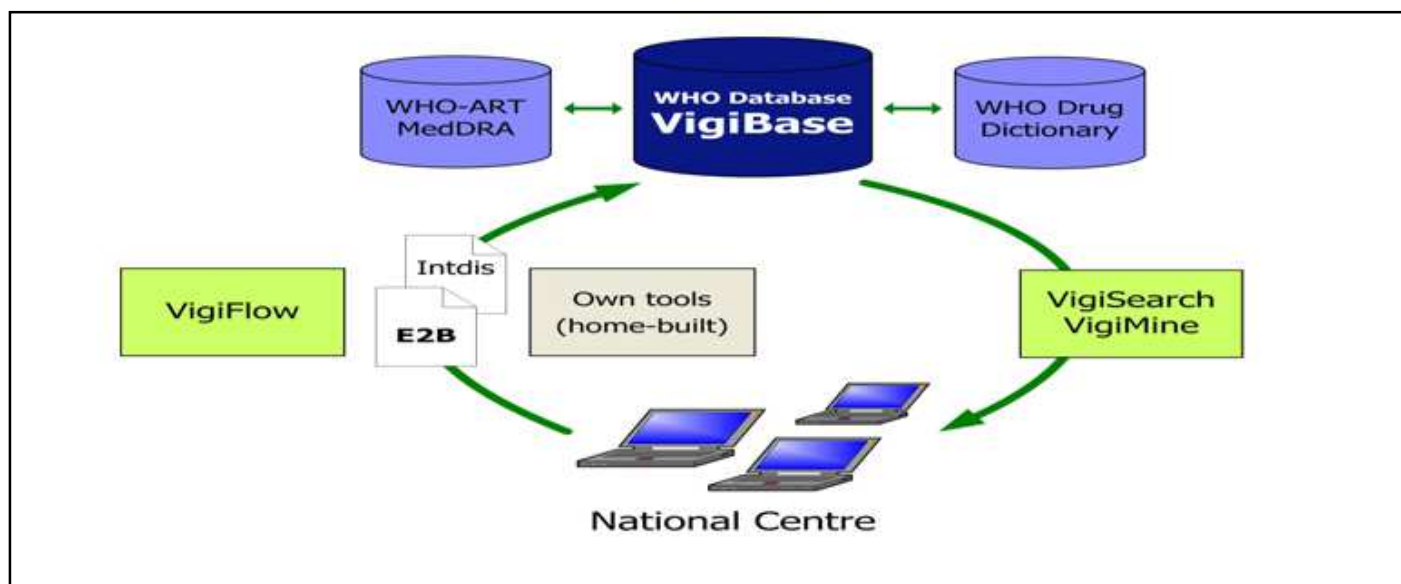 WHO-ART
MedDRA
WHO Database
VigiBase
WHO Drug
Dictionary
VigiFlow
Intdis
E2B
Own tools
(home-built)
VigiSearch
VigiMine
National Centre